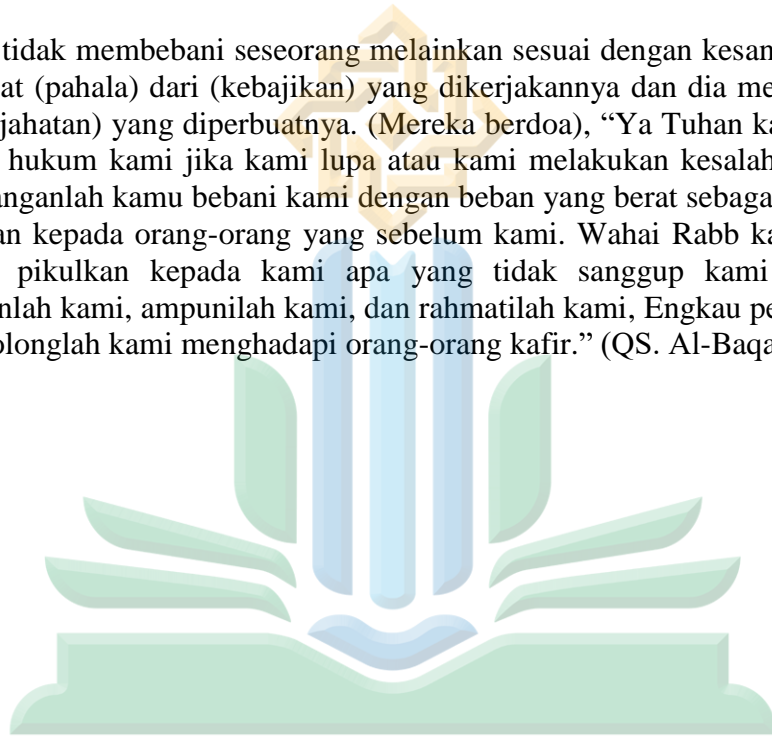 tidak membebani seseorang melainkan sesuai dengan kesan
at (pahala) dari (kebajikan) yang dikerjakannya dan dia me
jahatan) yang diperbuatnya. (Mereka berdoa), “Ya Tuhan ka
hukum kami jika kami lupa atau kami melakukan kesalah
nganlah kamu bebani kami dengan beban yang berat sebaga
an kepada orang-orang yang sebelum kami. Wahai Rabb ka
pikulkan kepada kami apa yang tidak sanggup kami
nlah kami, ampunilah kami, dan rahmatilah kami, Engkau pe
olonglah kami menghadapi orang-orang kafir.” (QS. Al-Baqa